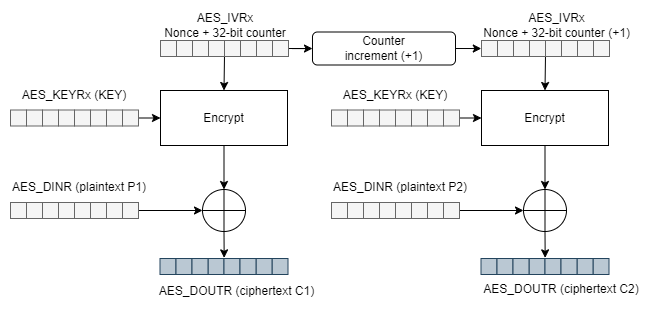 AES_IVRx
Nonce + 32-bit counter
Counter
increment (+1)
AES_IVRx
Nonce + 32-bit counter (+1)
AES_KEYRx (KEY)
Encrypt
AES_KEYRx (KEY)
Encrypt
AES_DINR (plaintext P1)
AES_DINR (plaintext P2)
AES_DOUTR (ciphertext C1)
AES_DOUTR (ciphertext C2)